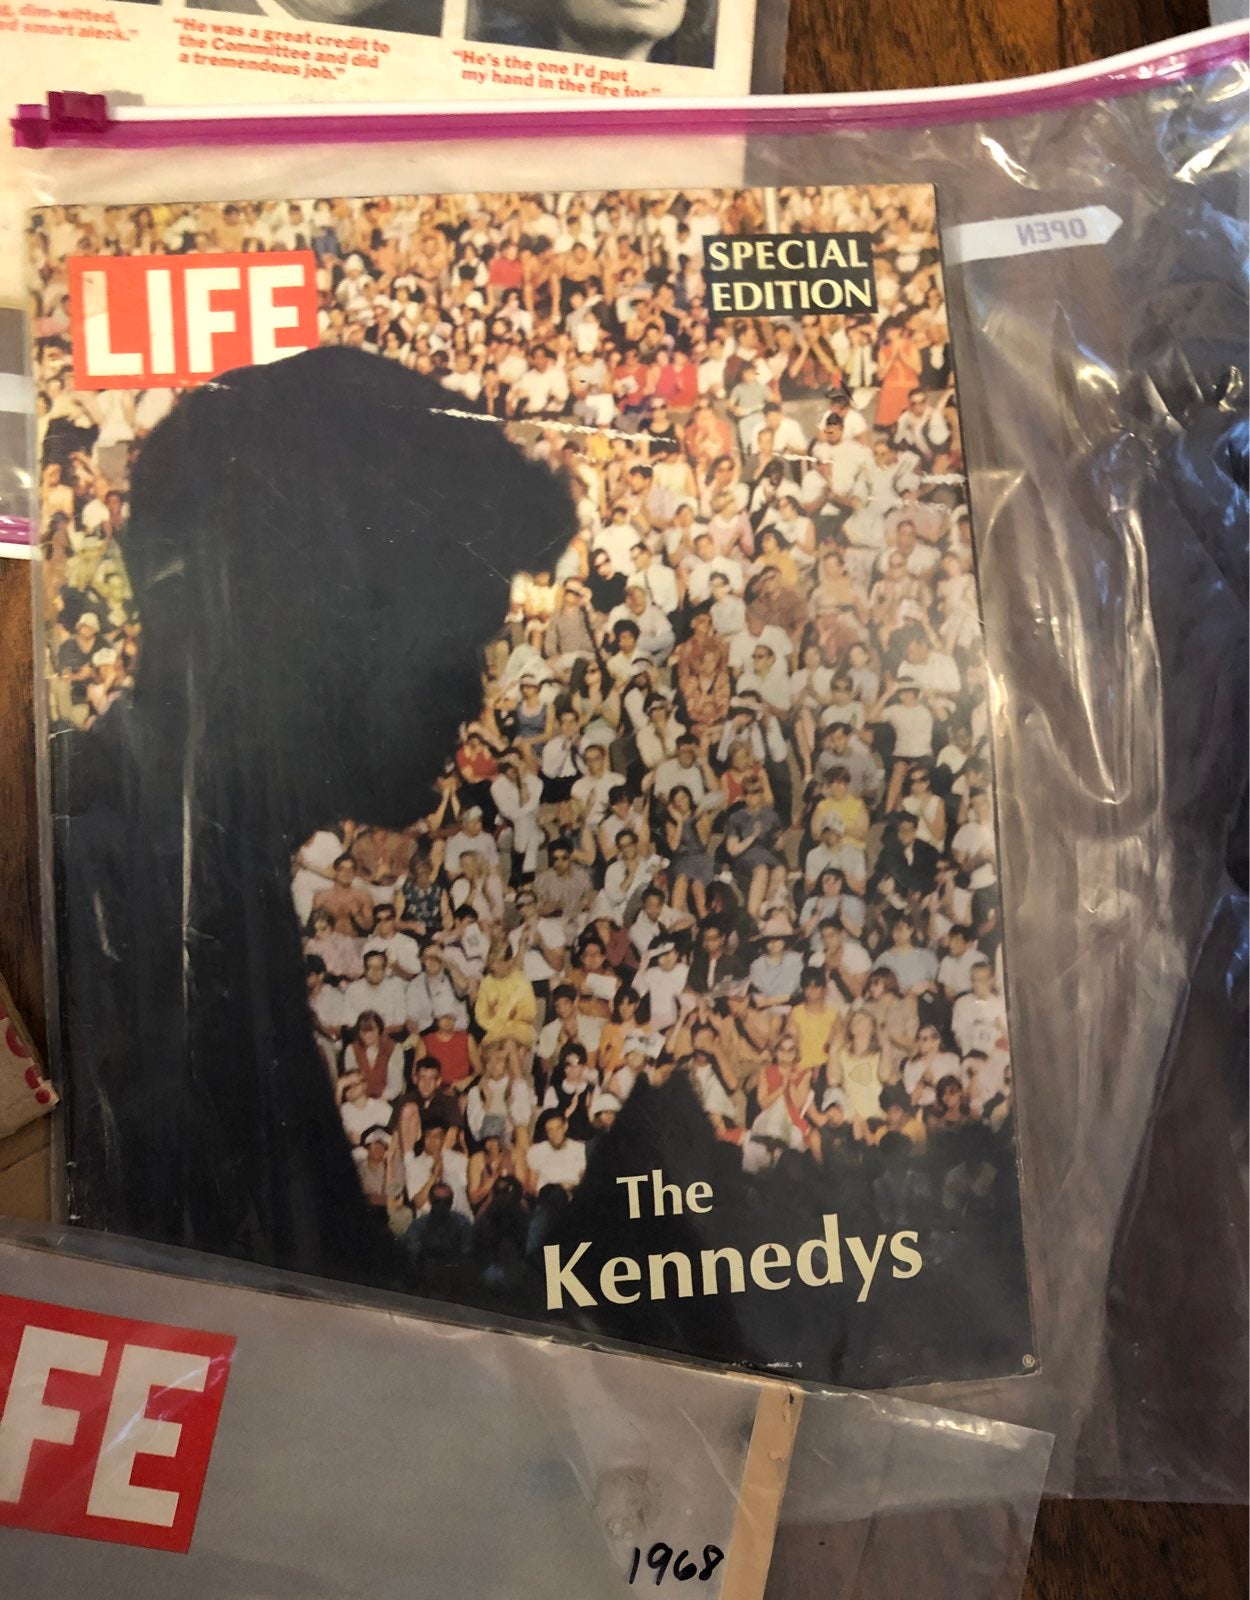 , dim-witted,
d smart aleck."
"He was a great credit to
the Committee and did
a tremendous job."
"He's the one I'd put
my hand in the fire for."
OPEN
LIFE
SPECIAL
EDITION
The
Kennedys
®
FE
1968